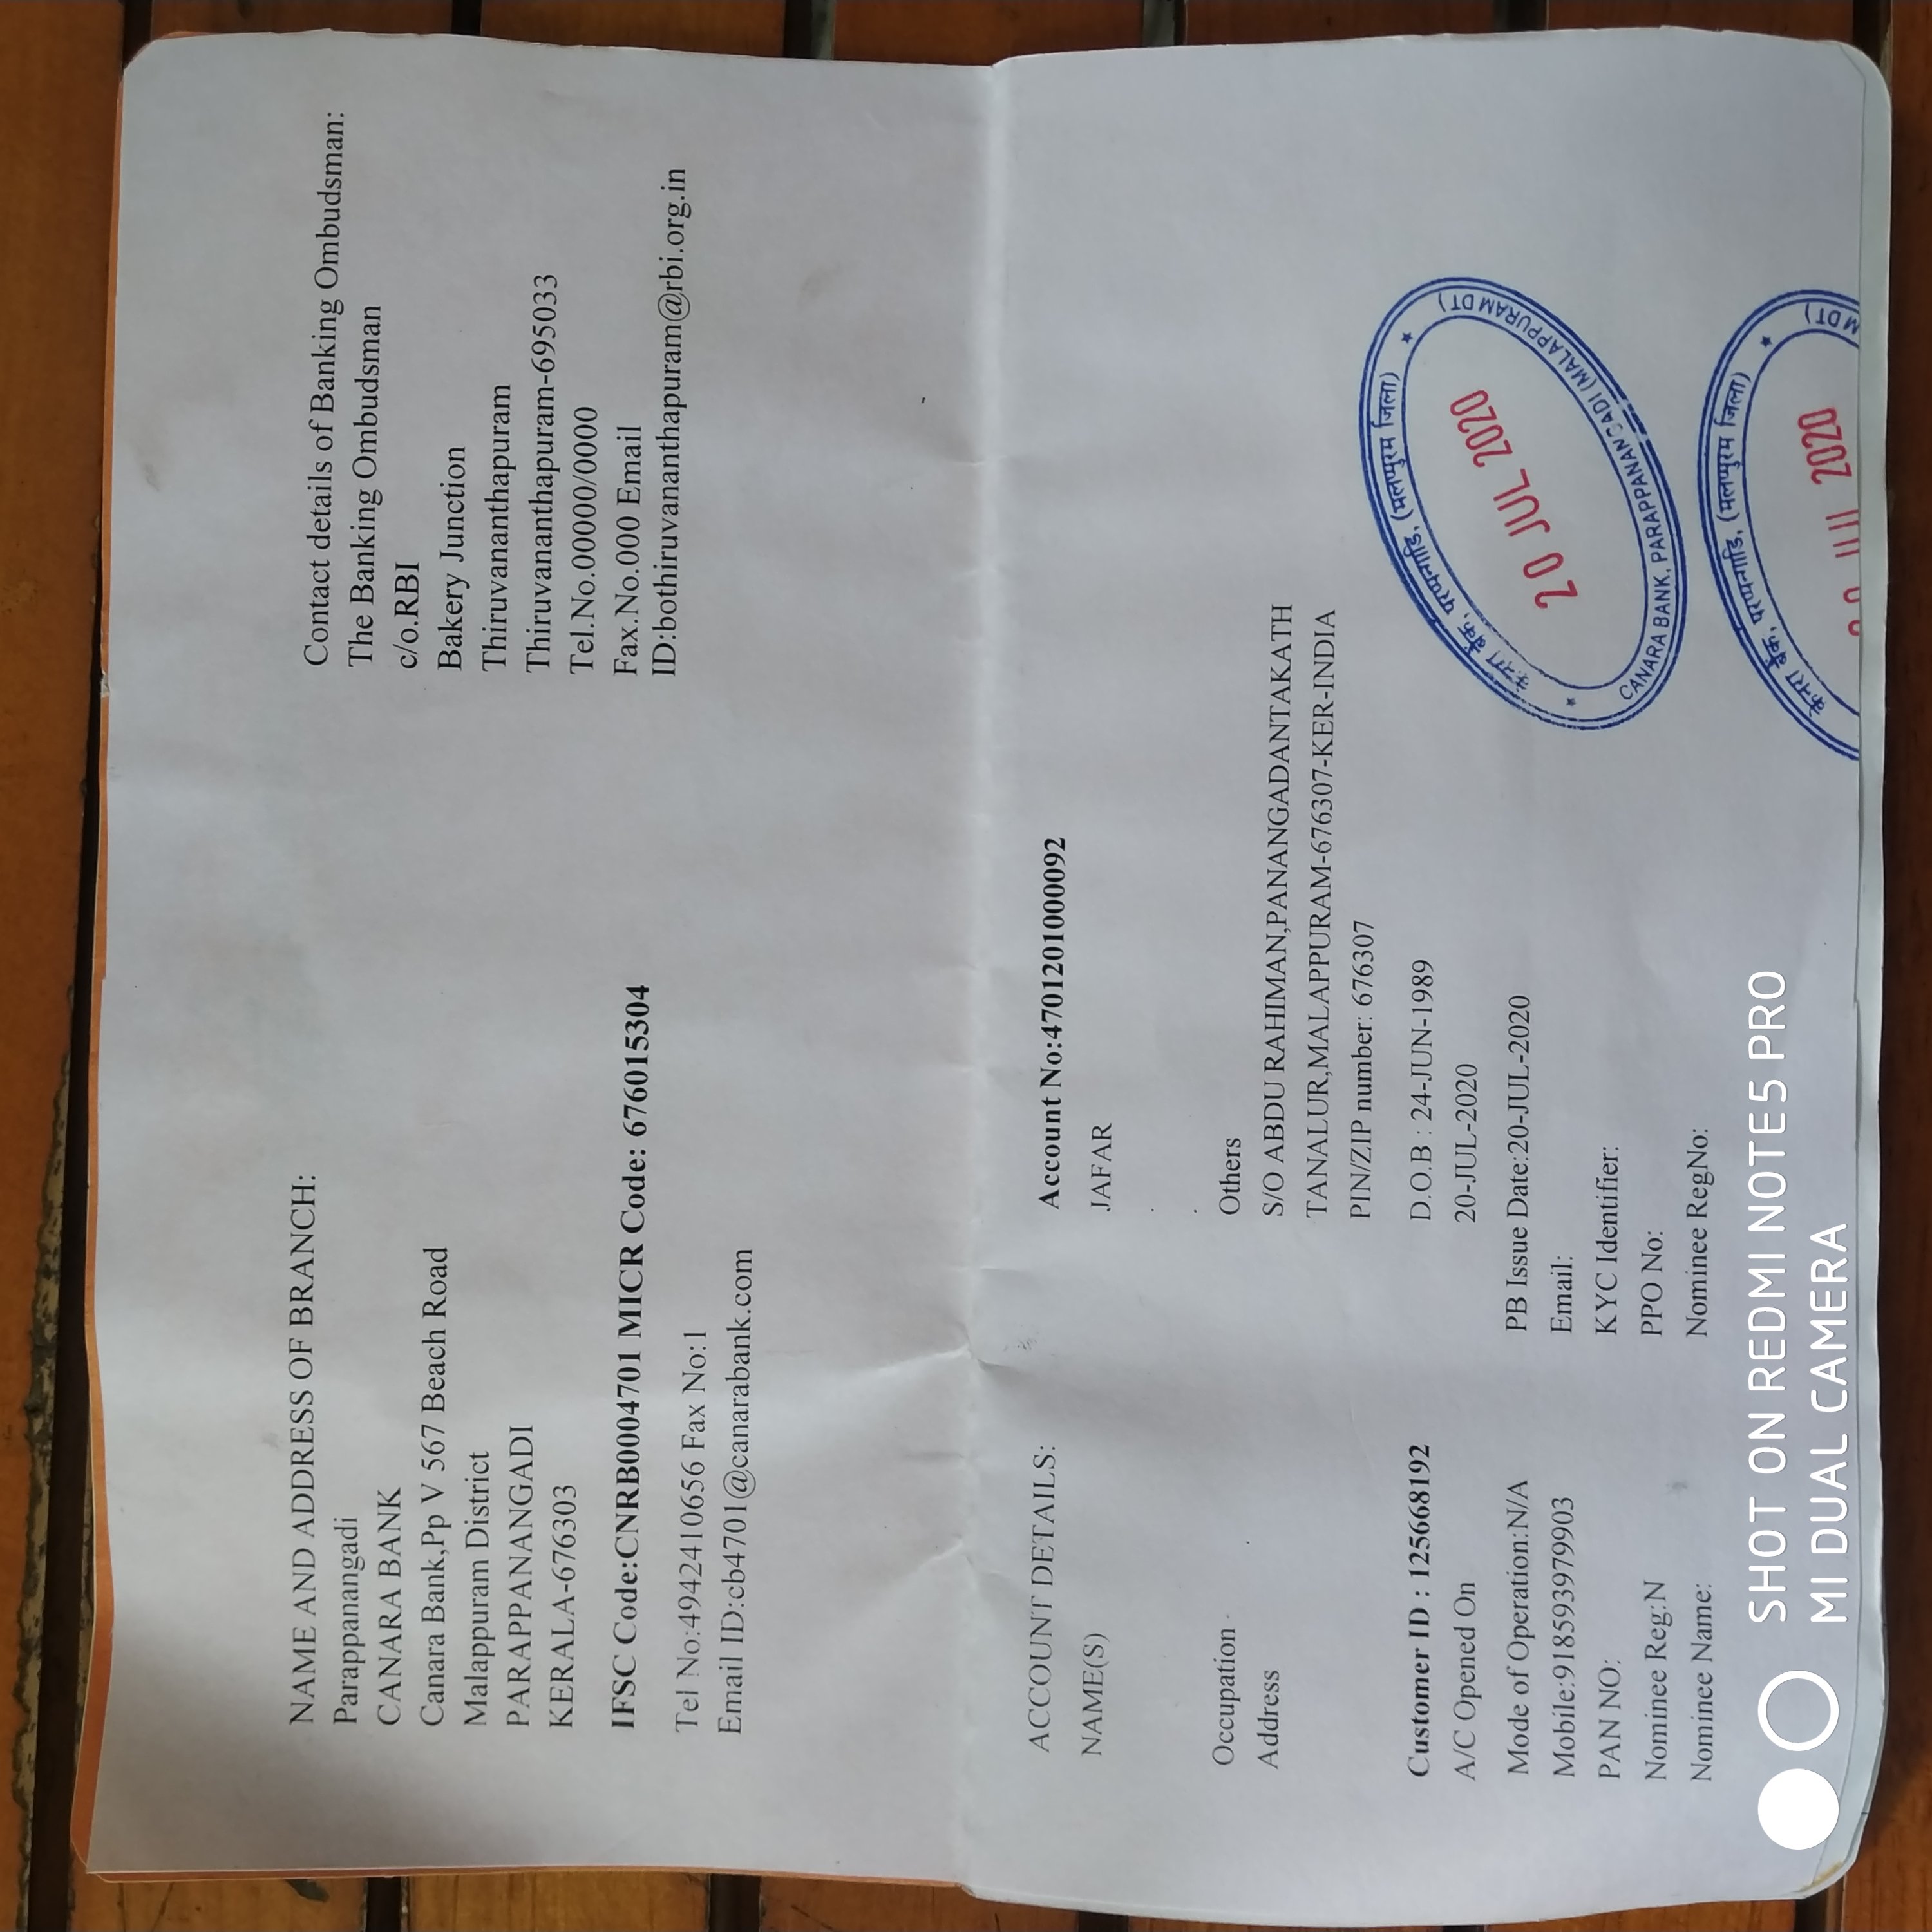 NAME AND ADDRESS OF BRANCH:
Parappanangadi
CANARA BANK
Canara Bank,Pp V 567 Beach Road
Malappuram District
PARAPPANANGADI
KERALA-676303
IFSC Code:CNRB0004701 MICR Code: 676015304
Tel No:4942410656 Fax No:1
Email ID:cb4701@canarabank.com
Contact details of Banking Ombudsman:
The Banking Ombudsman
c/o.RBI
Bakery Junction
Thiruvananthapuram
Thiruvananthapuram-695033
Tel.No.00000/0000
Fax.No.000 Email
ID:bothiruvananthapuram@rbi.org.in
ACCOUNT DETAILS: Account No:4701201000092
NAME(S) JAFAR
.
.
Occupation Others
Address S/O ABDU RAHIMAN,PANANGADANTAKATH
TANALUR,MALAPPURAM-676307-KER-INDIA
PIN/ZIP number: 676307
Customer ID : 125668192 D.O.B : 24-JUN-1989
A/C Opened On 20-JUL-2020
Mode of Operation:N/A PB Issue Date:20-JUL-2020
Mobile:918593979903 Email:
PAN NO: KYC Identifier:
Nominee Reg:N PPO No:
Nominee Name: Nominee RegNo:
केनरा बैंक, परप्पनगाडि, (मलप्पुरम जिला)
20 JUL 2020
CANARA BANK, PARAPPANANGADI (MALAPPURAM DT)
केनरा बैंक, परप्पनगाडि, (मलप्पुरम जिला)
20 JUL 2020
M DT)
SHOT ON REDMI NOTE5 PRO
MI DUAL CAMERA